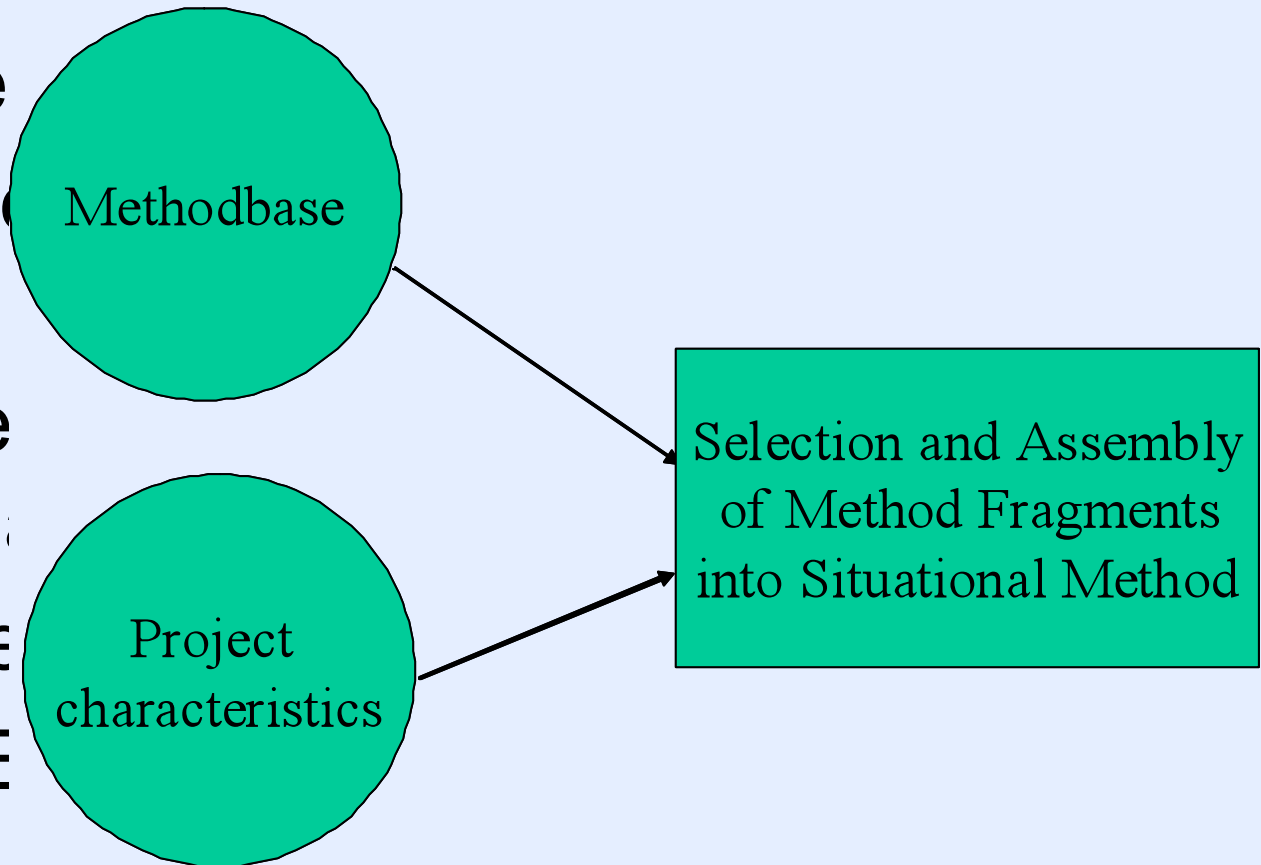 Methodbase
Selection and Assembly
of Method Fragments
into Situational Method
Project
characteristics